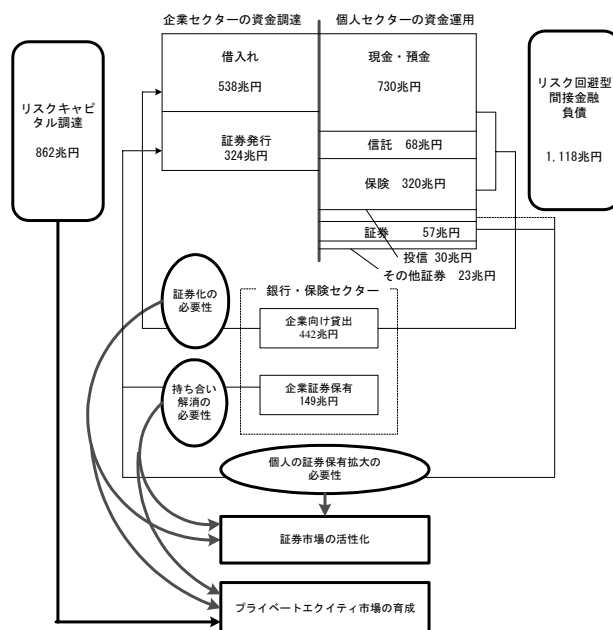 企業セクターの資金調達
個人セクターの資金運用
借入れ
538兆円
現金・預金
730兆円
リスクキャピ
タル調達
862兆円
リスク回避型
間接金融
負債
1,118兆円
証券発行
324兆円
信託 68兆円
保険 320兆円
証券 57兆円
投信 30兆円
その他証券 23兆円
証券化の
必要性
銀行・保険セクター
企業向け貸出
442兆円
持ち合い
解消の
必要性
企業証券保有
149兆円
個人の証券保有拡大の
必要性
証券市場の活性化
プライベートエクイティ市場の育成